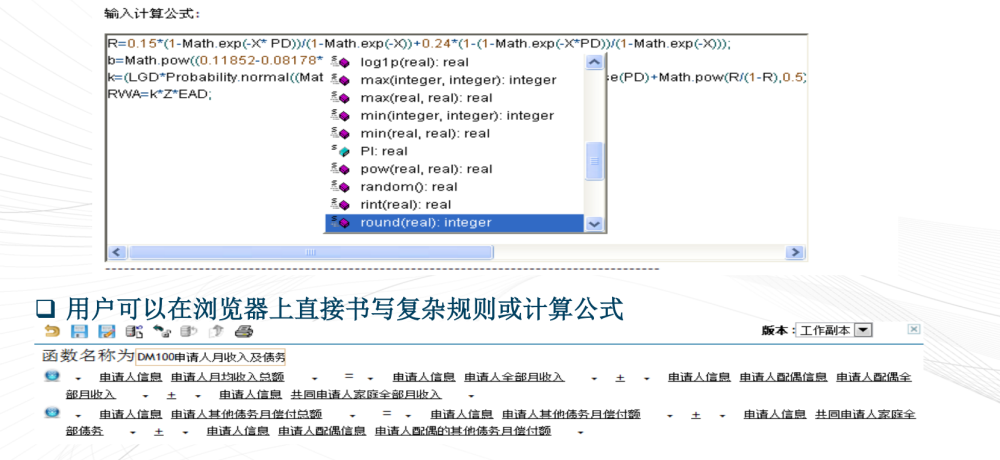 输入计算公式：
R=0.15*(1-Math.exp(-X* PD))/(1-Math.exp(-X))+0.24*(1-(1-Math.exp(-X*PD))/(1-Math.exp(-X)));
b=Math.pow((0.11852-0.08178*
k=(LGD*Probability.normal((Mat
se(PD)+Math.pow(R/(1-R),0.5)
RWA=k*Z*EAD;
log1p(real): real
max(integer, integer): integer
max(real, real): real
min(integer, integer): integer
min(real, real): real
PI: real
pow(real, real): real
random(): real
rint(real): real
round(real): integer
用户可以在浏览器上直接书写复杂规则或计算公式
版本：工作副本
函数名称为DM100申请人月收入及债务
申请人信息 申请人月均收入总额 = 申请人信息 申请人全部月收入 + 申请人信息 申请人配偶信息 申请人配偶全
部月收入 + 申请人信息 共同申请人家庭全部月收入
申请人信息 申请人其他债务月偿付总额 = 申请人信息 申请人其他债务月偿付额 + 申请人信息 共同申请人家庭全
部债务 + 申请人信息 申请人配偶信息 申请人配偶的其他债务月偿付额